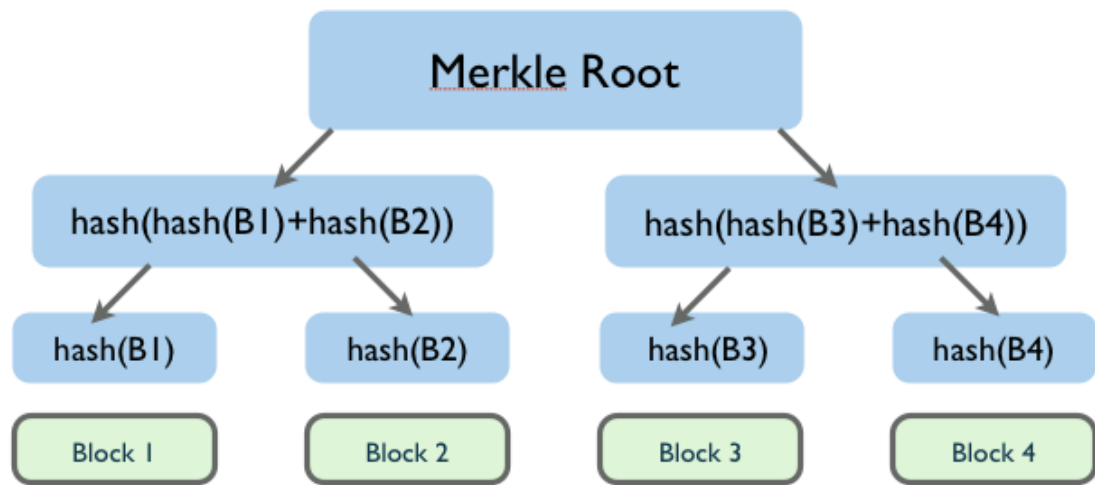 Merkle Root
hash(hash(B1)+hash(B2))
hash(hash(B3)+hash(B4))
hash(B1)
hash(B2)
hash(B3)
hash(B4)
Block 1
Block 2
Block 3
Block 4